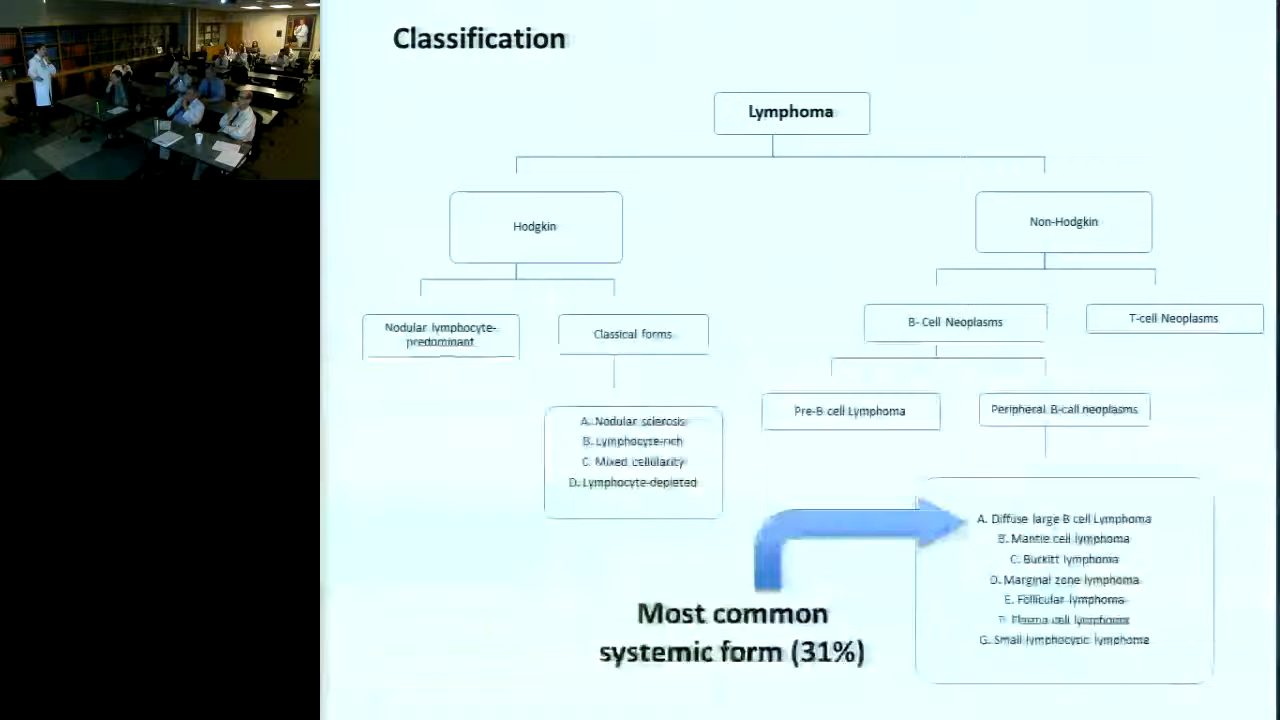 Classification
Lymphoma
Hodgkin
Non-Hodgkin
Nodular lymphocyte-
predominant
Classical forms
B- Cell Neoplasms
T-cell Neoplasms
A. Nodular sclerosis
B. Lymphocyte-rich
C. Mixed cellularity
D. Lymphocyte-depleted
Pre-B cell Lymphoma
Peripheral B-call neoplasms
A. Diffuse large B cell Lymphoma
B. Mantle cell lymphoma
C. Burkitt lymphoma
D. Marginal zone lymphoma
E. Follicular lymphoma
F. Plasma cell lymphoma
G. Small lymphocytic lymphoma
Most common
systemic form (31%)